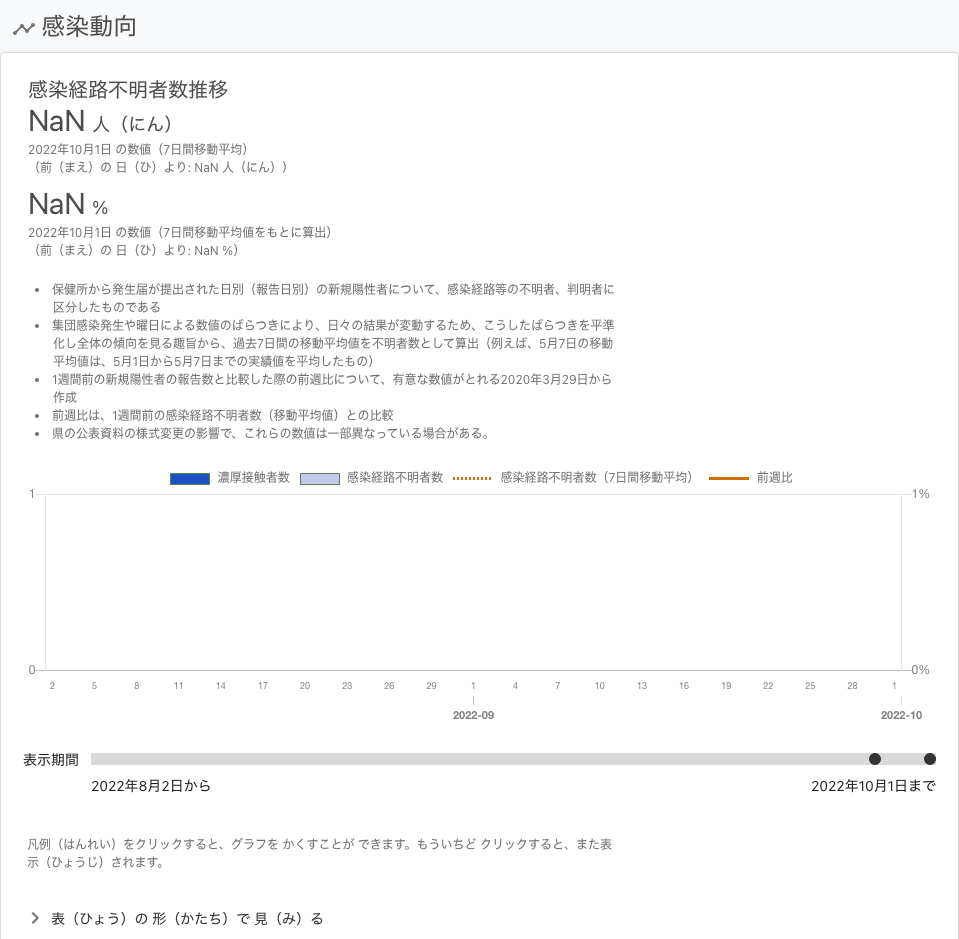 感染動向
感染経路不明者数推移
NaN 人（にん）
2022年10月1日 の数値（7日間移動平均）
（前（まえ）の 日（ひ）より: NaN 人（にん））
NaN %
2022年10月1日 の数値（7日間移動平均値をもとに算出）
（前（まえ）の 日（ひ）より: NaN %）
• 保健所から発生届が提出された日別（報告日別）の新規陽性者について、感染経路等の不明者、判明者に
区分したものである
• 集団感染発生や曜日による数値のばらつきにより、日々の結果が変動するため、こうしたばらつきを平準
化し全体の傾向を見る趣旨から、過去7日間の移動平均値を不明者数として算出（例えば、5月7日の移動
平均値は、5月1日から5月7日までの実績値を平均したもの）
• 1週間前の新規陽性者の報告数と比較した際の前週比について、有意な数値がとれる2020年3月29日から
作成
• 前週比は、1週間前の感染経路不明者数（移動平均値）との比較
• 県の公表資料の様式変更の影響で、これらの数値は一部異なっている場合がある。
濃厚接触者数 感染経路不明者数 感染経路不明者数（7日間移動平均） 前週比
1 1%
0 0%
2 5 8 11 14 17 20 23 26 29 1 4 7 10 13 16 19 22 25 28 1
2022-09 2022-10
表示期間
2022年8月2日から 2022年10月1日まで
凡例（はんれい）をクリックすると、グラフを かくすことが できます。もういちど クリックすると、また表
示（ひょうじ）されます。
表（ひょう）の 形（かたち）で 見（み）る